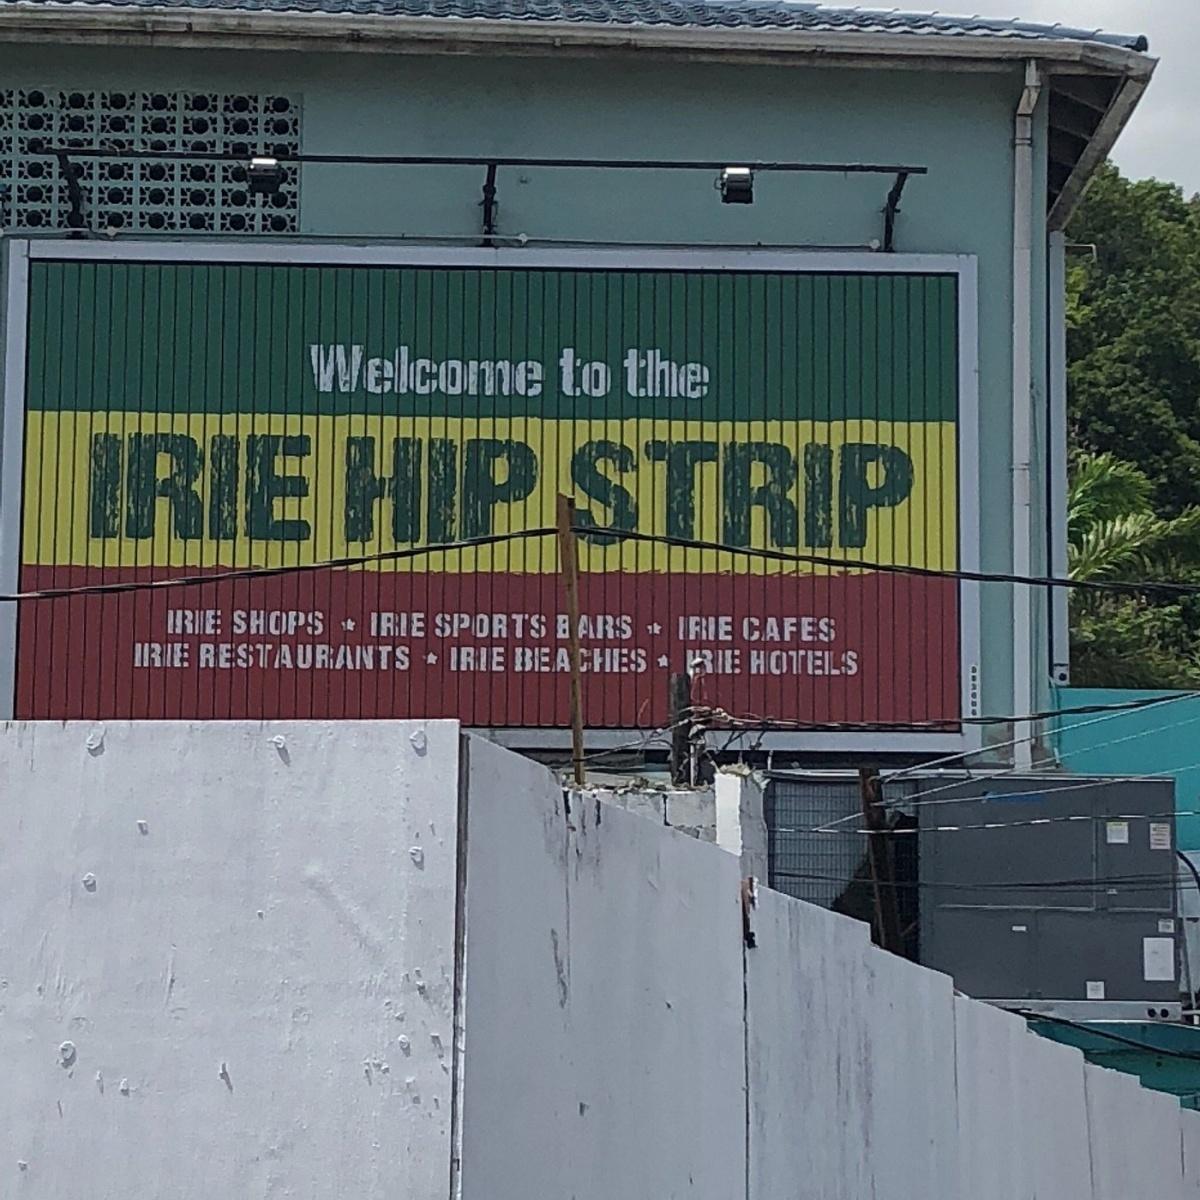 Welcome to the
IRIE HIP STRIP
IRIE SHOPS ★ IRIE SPORTS BARS ★ IRIE CAFES
IRIE RESTAURANTS ★ IRIE BEACHES ★ IRIE HOTELS